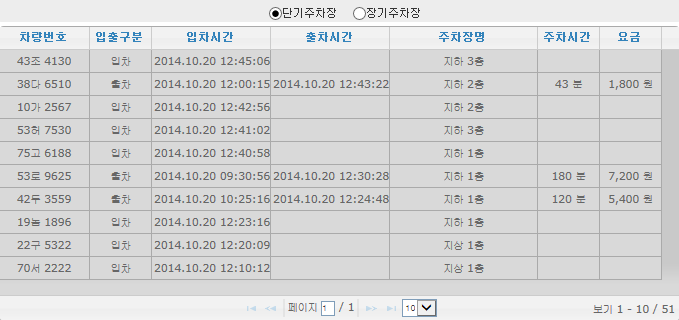 단기주차장 장기주차장
차량번호 입출구분 입차시간 출차시간 주차장명 주차시간 요금
43조 4130 입차 2014.10.20 12:45:06 지하 3층
38다 6510 출차 2014.10.20 12:00:15 2014.10.20 12:43:22 지하 2층 43 분 1,800 원
10가 2567 입차 2014.10.20 12:42:56 지하 2층
53허 7530 입차 2014.10.20 12:41:02 지하 3층
75고 6188 입차 2014.10.20 12:40:58 지하 1층
53로 9625 출차 2014.10.20 09:30:56 2014.10.20 12:30:28 지하 1층 180 분 7,200 원
42두 3559 출차 2014.10.20 10:25:16 2014.10.20 12:24:48 지하 1층 120 분 5,400 원
1896 입차 2014.10.20 12:23:16 지하 1층
22구 5322 입차 2014.10.20 12:20:09 지상 1층
70서 2222 입차 2014.10.20 12:10:12 지상 1층
페이지 1 / 1 10 보기 1 - 10 / 51